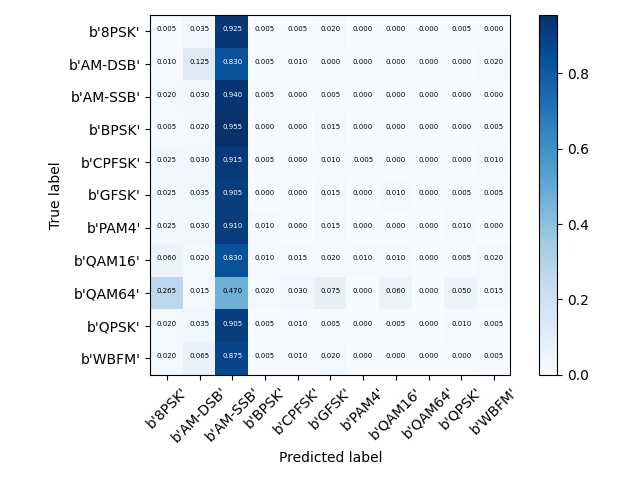 b'8PSK' 0.005 0.035 0.925 0.005 0.005 0.020 0.000 0.000 0.000 0.005 0.000
b'AM-DSB' 0.010 0.125 0.830 0.005 0.010 0.000 0.000 0.000 0.000 0.000 0.020
b'AM-SSB' 0.020 0.030 0.940 0.005 0.000 0.005 0.000 0.000 0.000 0.000 0.000
b'BPSK' 0.005 0.020 0.955 0.000 0.000 0.015 0.000 0.000 0.000 0.000 0.005
b'CPFSK' 0.025 0.030 0.915 0.005 0.000 0.010 0.005 0.000 0.000 0.000 0.010
b'GFSK' 0.025 0.035 0.905 0.000 0.000 0.015 0.000 0.010 0.000 0.005 0.005
b'PAM4' 0.025 0.030 0.910 0.010 0.000 0.015 0.000 0.000 0.000 0.010 0.000
b'QAM16' 0.060 0.020 0.830 0.010 0.015 0.020 0.010 0.010 0.000 0.005 0.020
b'QAM64' 0.265 0.015 0.470 0.020 0.030 0.075 0.000 0.060 0.000 0.050 0.015
b'QPSK' 0.020 0.035 0.905 0.005 0.010 0.005 0.000 0.005 0.000 0.010 0.005
b'WBFM' 0.020 0.065 0.875 0.005 0.010 0.020 0.000 0.000 0.000 0.000 0.005
True label
b'8PSK' b'AM-DSB' b'AM-SSB' b'BPSK' b'CPFSK' b'GFSK' b'PAM4' b'QAM16' b'QAM64' b'QPSK' b'WBFM'
Predicted label
0.8
0.6
0.4
0.2
0.0